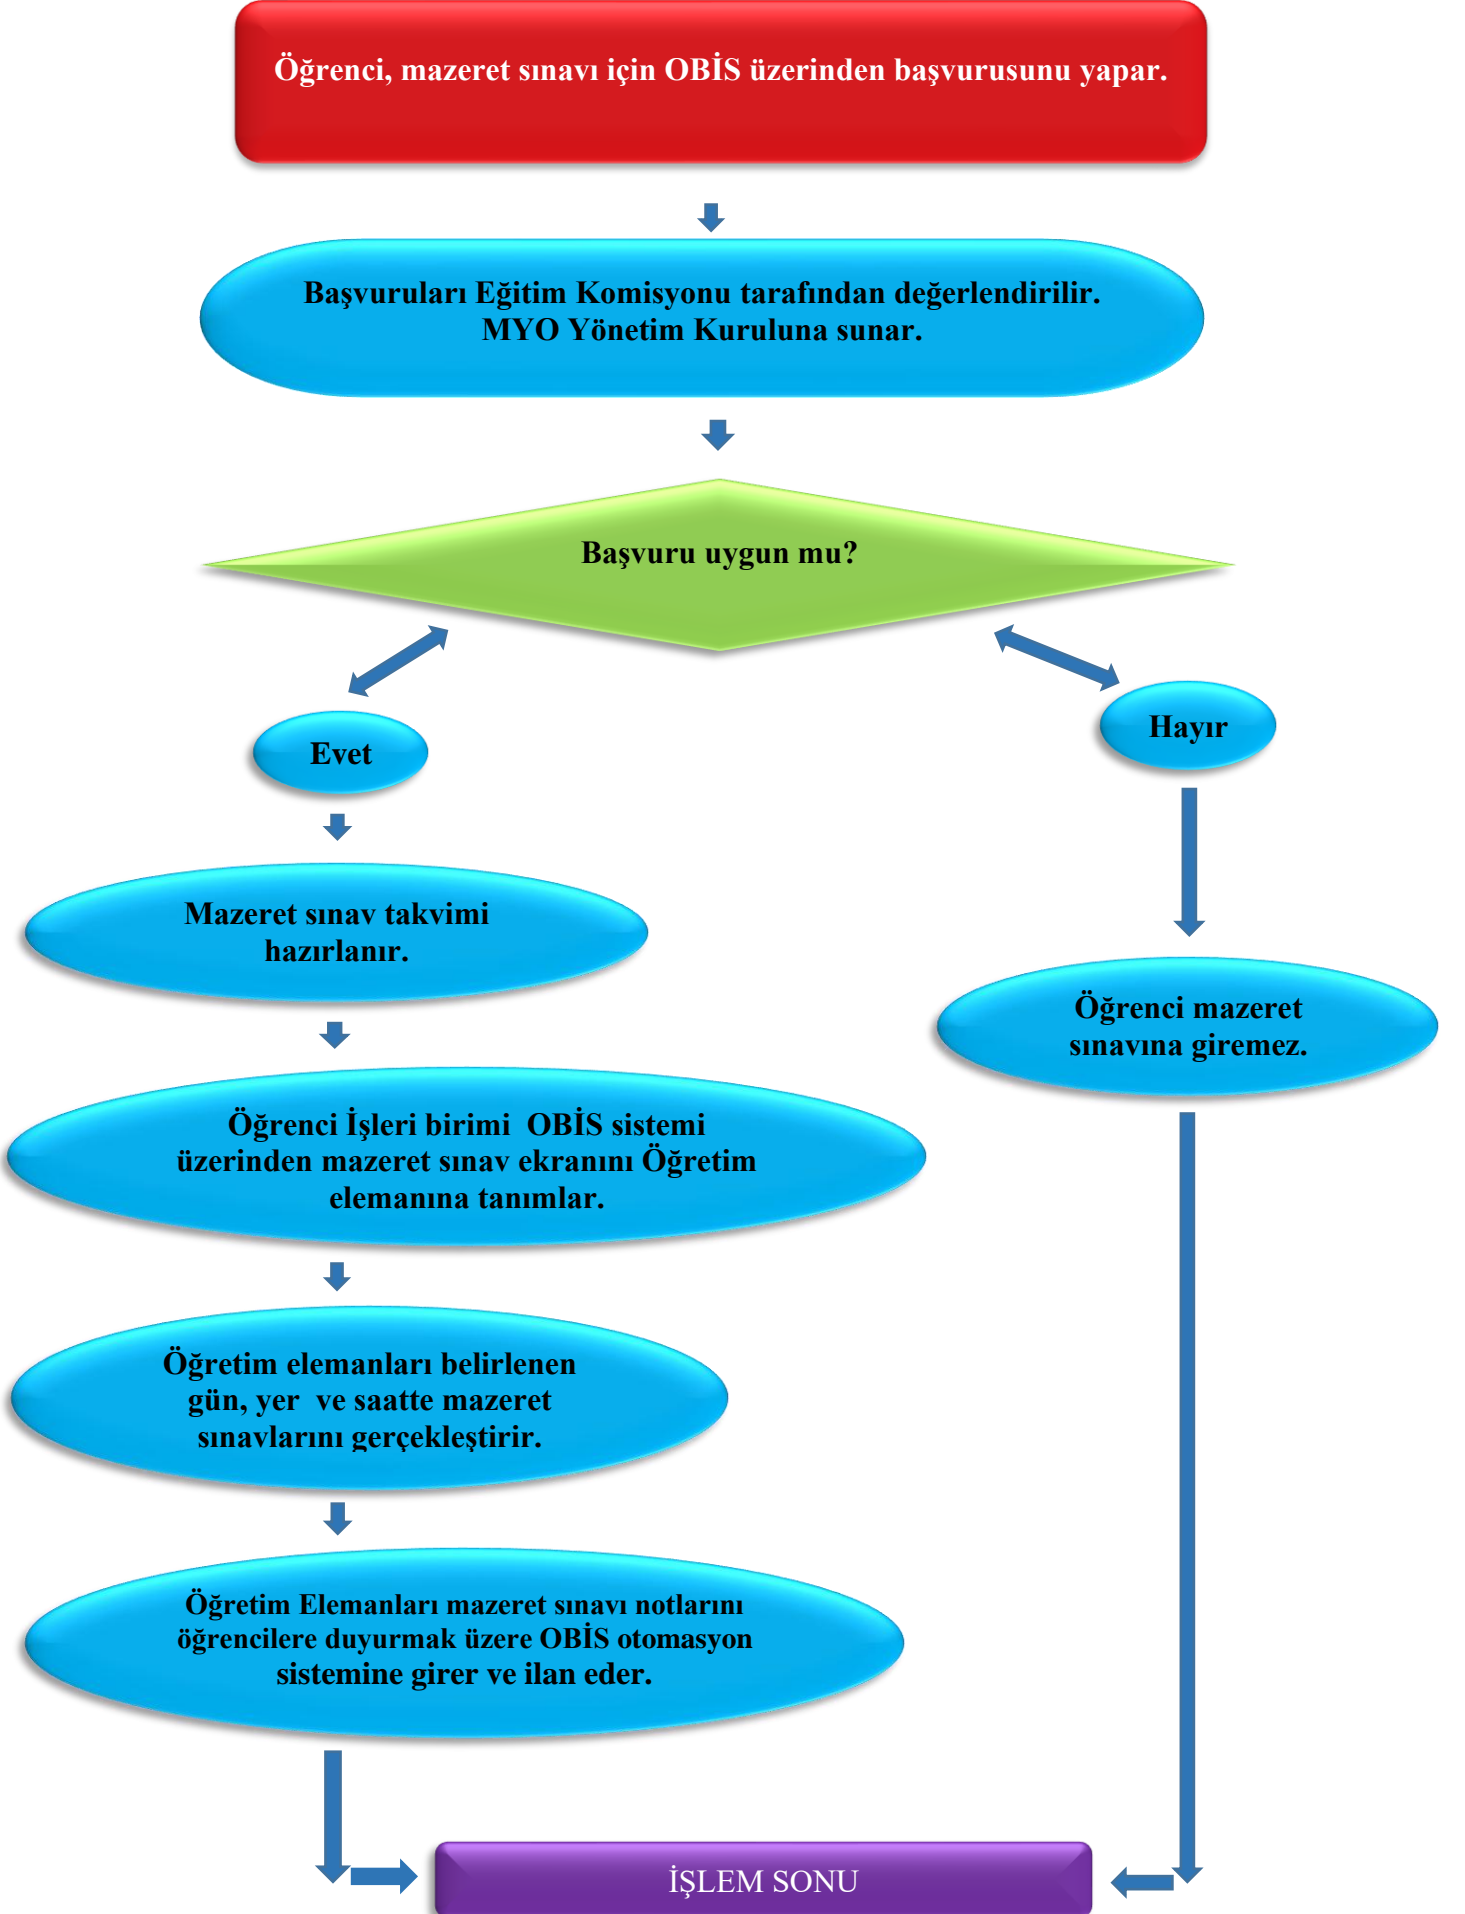 Öğrenci, mazeret sınavı için OBİS üzerinden başvurusunu yapar.
Başvuruları Eğitim Komisyonu tarafından değerlendirilir.
MYO Yönetim Kuruluna sunar.
Başvuru uygun mu?
Evet
Hayır
Mazeret sınav takvimi
hazırlanır.
Öğrenci mazeret
sınavına giremez.
Öğrenci İşleri birimi  OBİS sistemi
üzerinden mazeret sınav ekranını Öğretim
elemanına tanımlar.
Öğretim elemanları belirlenen
gün, yer  ve saatte mazeret
sınavlarını gerçekleştirir.
Öğretim Elemanları mazeret sınavı notlarını
öğrencilere duyurmak üzere OBİS otomasyon
sistemine girer ve ilan eder.
İŞLEM SONU